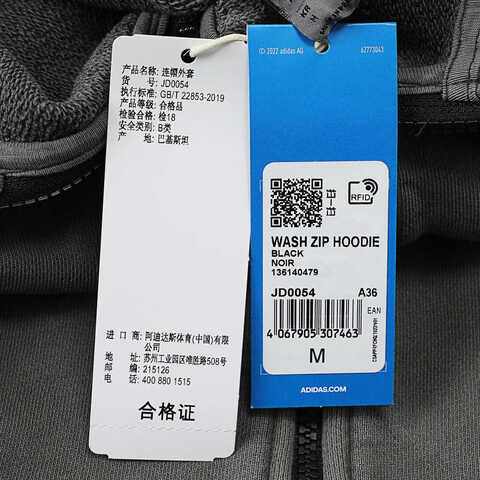 产品名称: 连帽外套
货 号: JD0054
执行标准: GB/T 22853-2019
产品等级: 合格品
检验合格: 检18
安全类别: B类
产 地: 巴基斯坦
进 口 商: 阿迪达斯体育(中国)有限
公司
地 址: 苏州工业园区唯胜路508号
邮 编: 215126
电 话: 400 880 1515
合格证
© 2022 adidas AG 62773043
RFID
WASH ZIP HOODIE
BLACK
NOIR
136140479
JD0054 A36
EAN
4 067905 307463
M
ADIDAS.COM